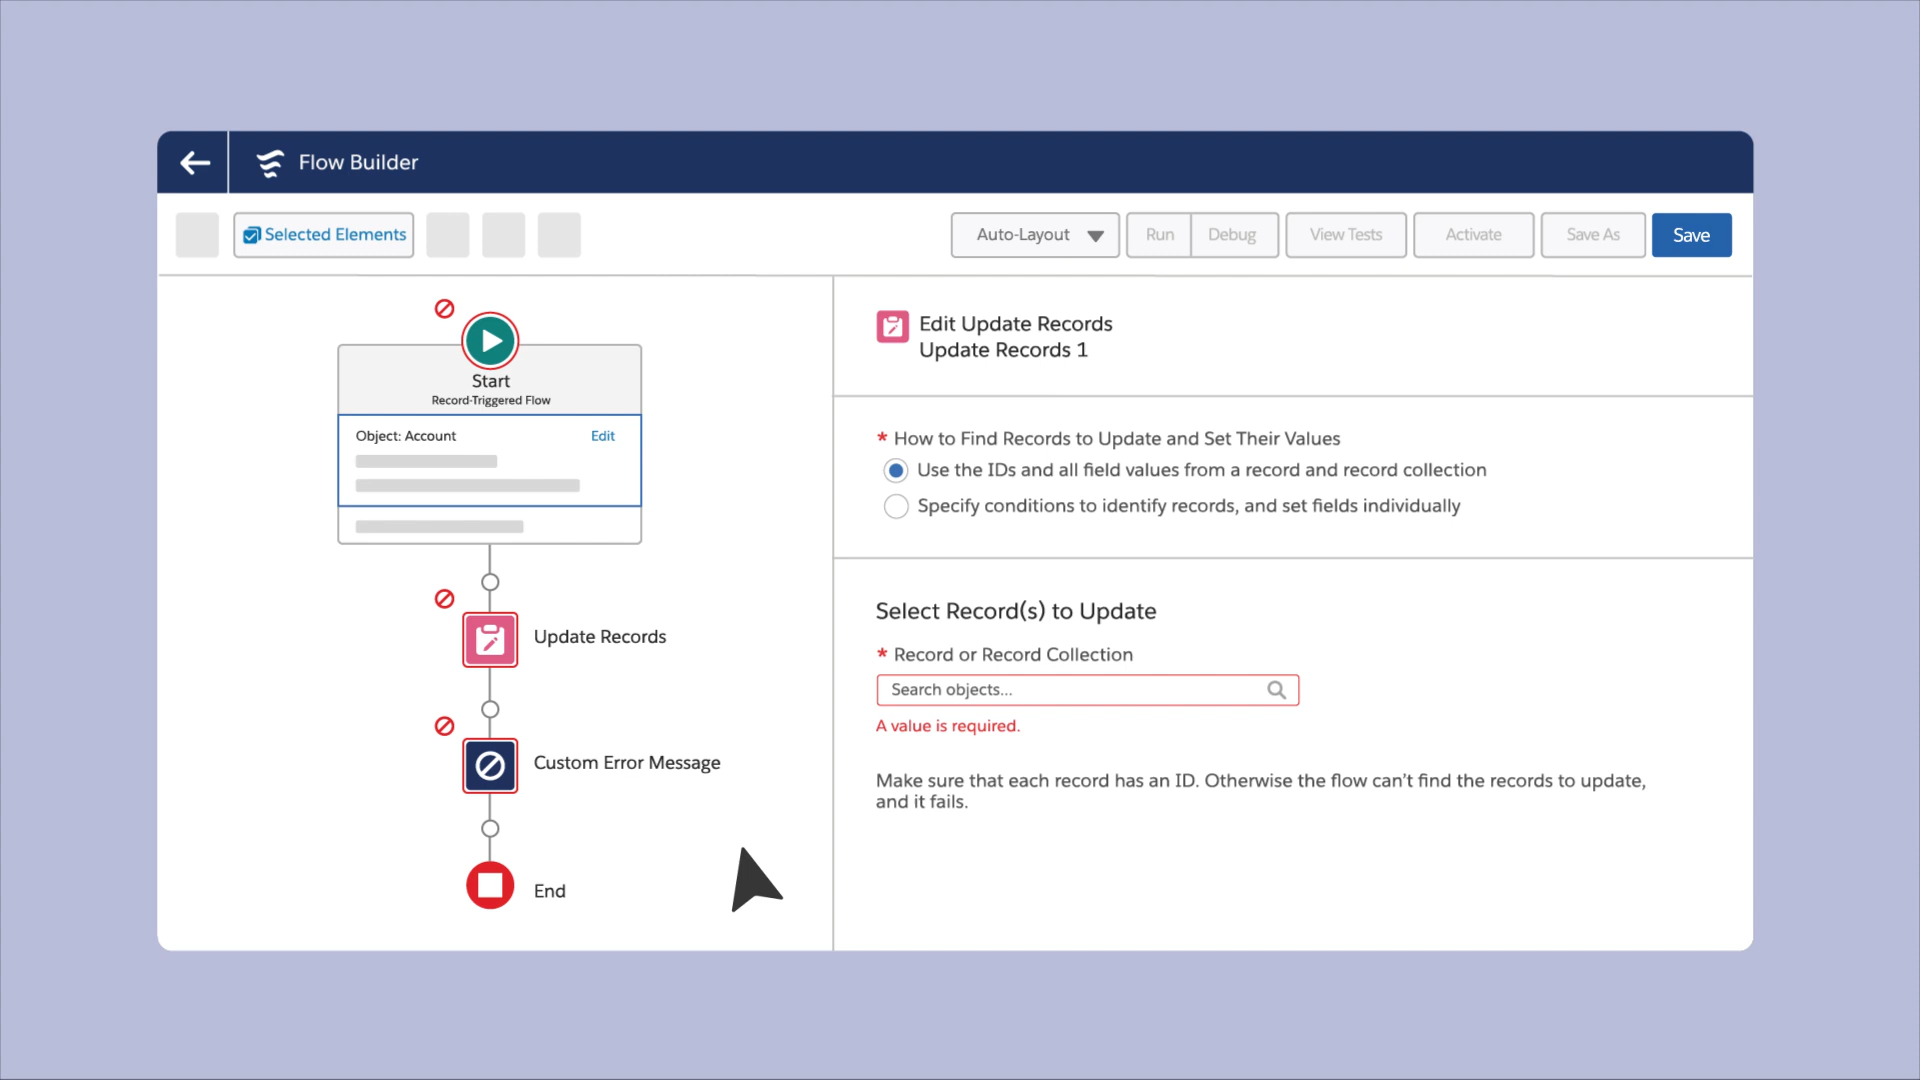 Flow Builder
Selected Elements
Auto-Layout
Run
Debug
View Tests
Activate
Save As
Save
Start
Record-Triggered Flow
Object: Account
Edit
Update Records
Custom Error Message
End
Edit Update Records
Update Records 1
* How to Find Records to Update and Set Their Values
Use the IDs and all field values from a record and record collection
Specify conditions to identify records, and set fields individually
Select Record(s) to Update
* Record or Record Collection
Search objects...
A value is required.
Make sure that each record has an ID. Otherwise the flow can’t find the records to update,
and it fails.